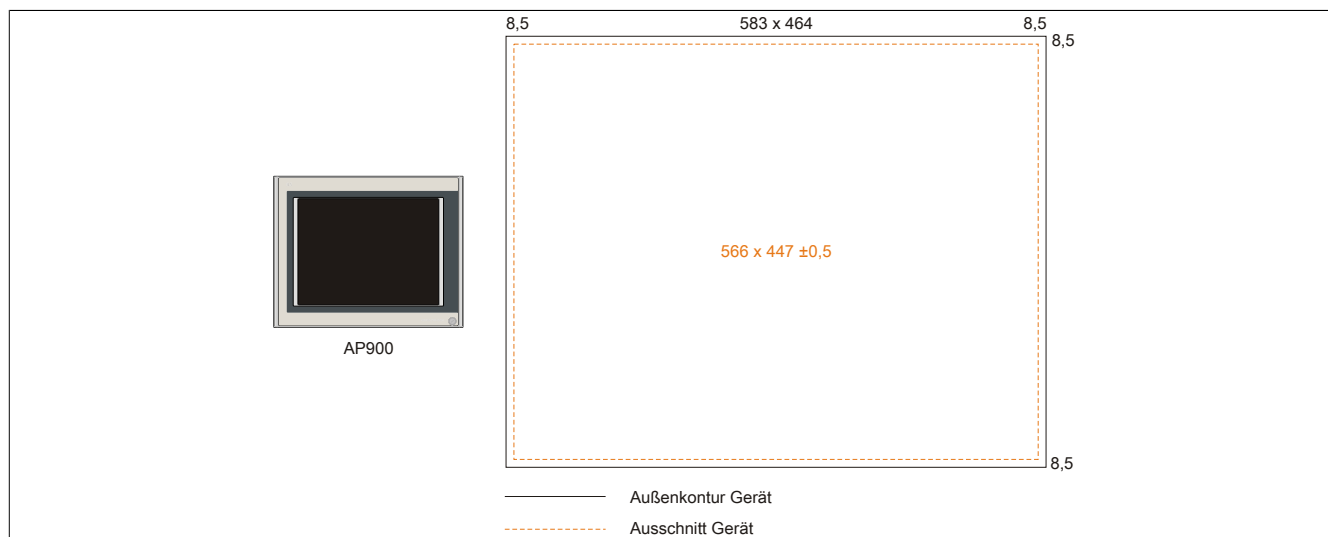 8,5
583 x 464
8,5
8,5
566 x 447 ±0,5
AP900
8,5
Außenkontur Gerät
Ausschnitt Gerät